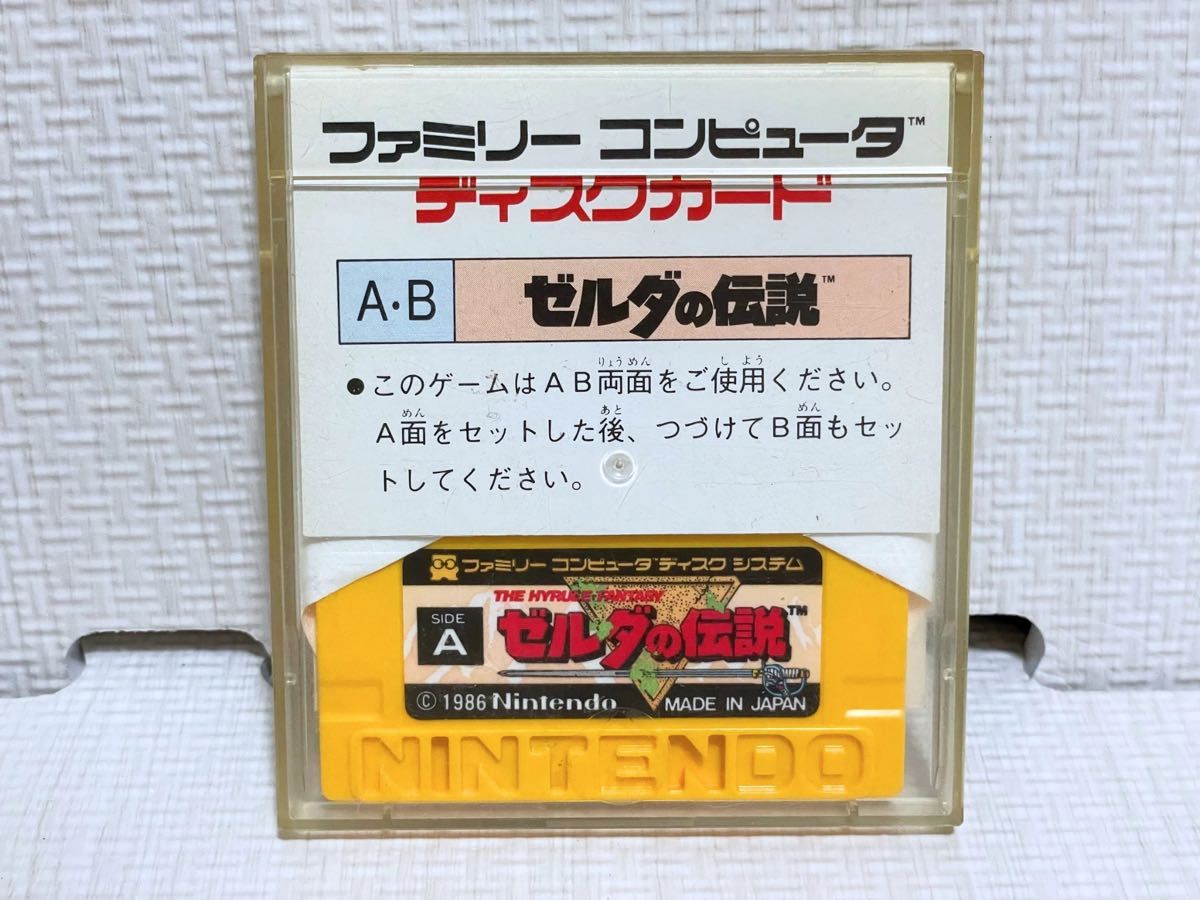 ファミリー コンピュータ™
ディスクカード
A・B ゼルダの伝説™
りょうめん しよう
●このゲームはAB両面をご使用ください。
めん あと めん
A面をセットした後、つづけてB面もセッ
トしてください。
ファミリー コンピュータ ディスク システム
THE HYRULE FANTASY
SIDE
A
ゼルダの伝説™
©1986 Nintendo MADE IN JAPAN
NINTENDO